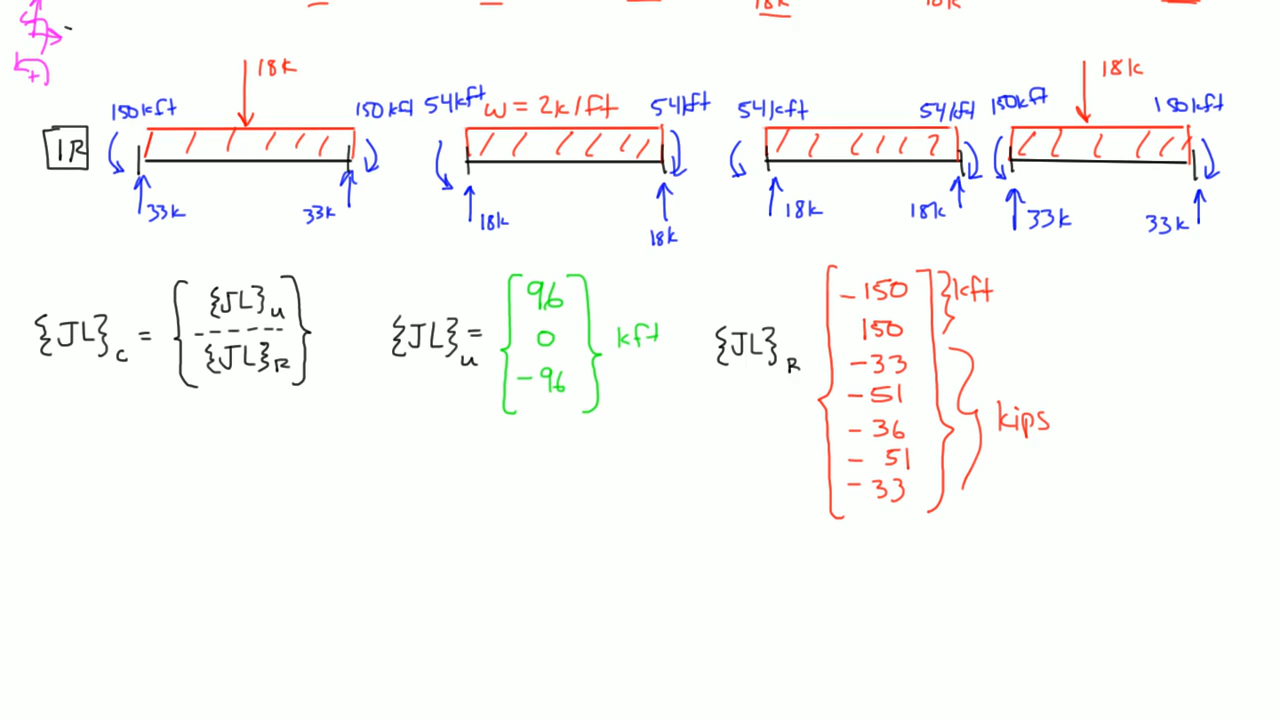 18k 18k
18k 18k
150kft 150kft 54kft w = 2k/ft 54kft 54kft 54kft 150kft 150kft
1R
33k 33k 18k 18k 18k 18k 33k 33k
{JL}c = { {JL}u / {JL}R }
{JL}u = { 96 0 -96 } kft
{JL}R { -150 150 -33 -51 -36 -51 -33 } kft kips